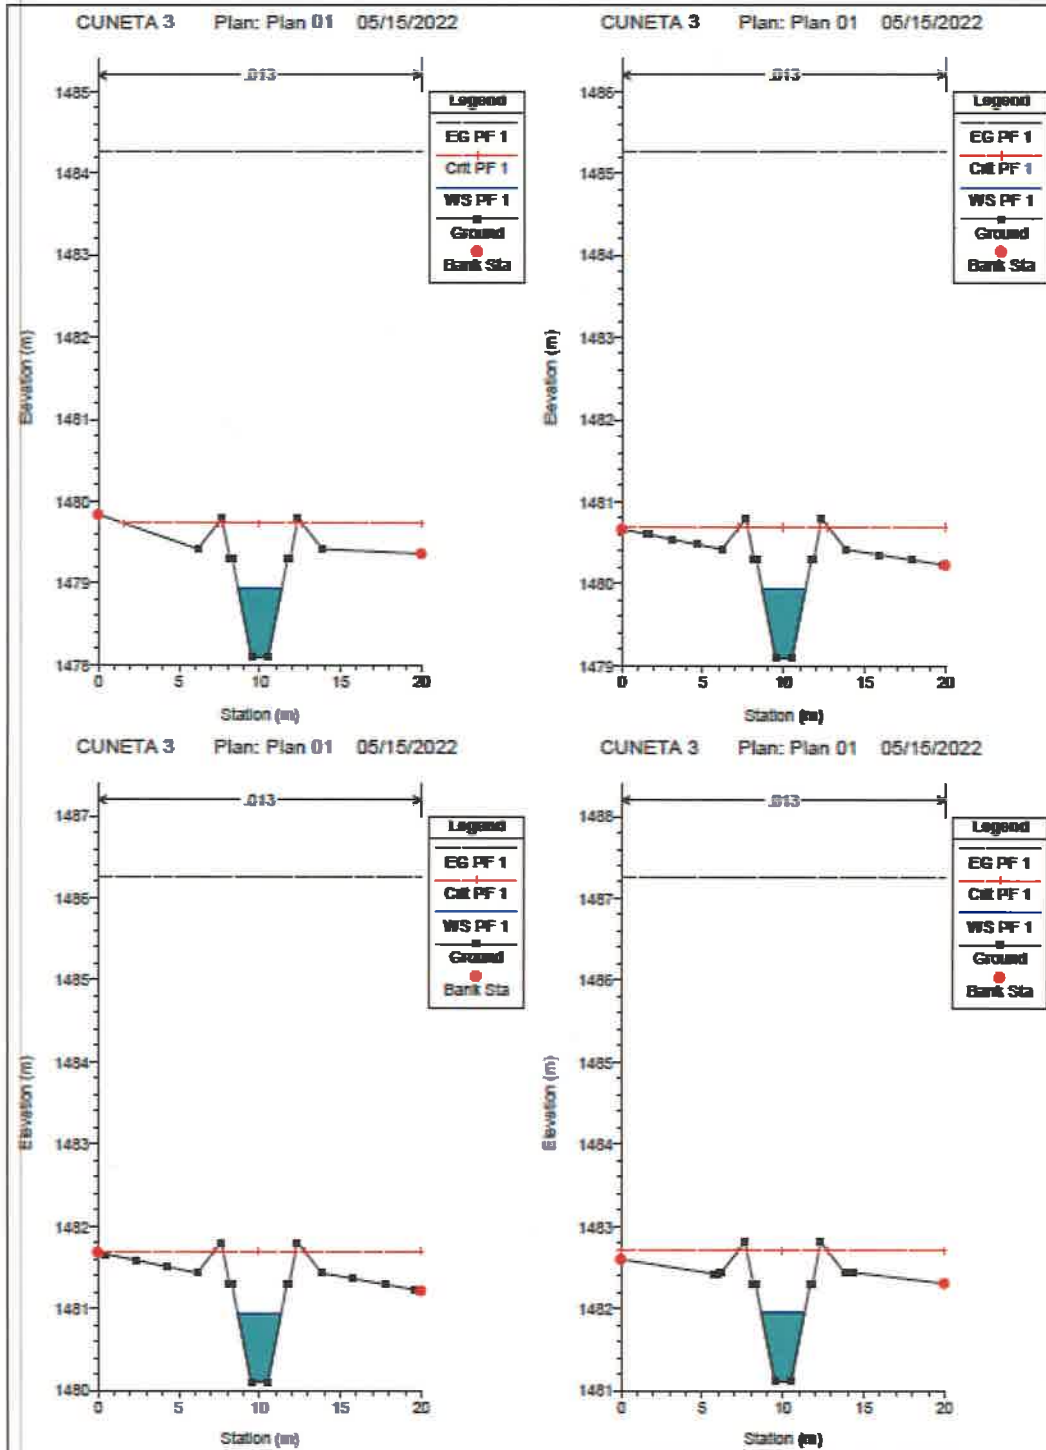 CUNETA 3 Plan: Plan 01 05/15/2022
.013
1485
1484
1483
1482
1481
1480
1479
1478
Elevation (m)
0 5 10 15 20
Station (m)
Legend
EG PF 1
Crit PF 1
WS PF 1
Ground
Bank Sta
CUNETA 3 Plan: Plan 01 05/15/2022
.013
1486
1485
1484
1483
1482
1481
1480
1479
Elevation (m)
0 5 10 15 20
Station (m)
Legend
EG PF 1
Crit PF 1
WS PF 1
Ground
Bank Sta
CUNETA 3 Plan: Plan 01 05/15/2022
.013
1487
1486
1485
1484
1483
1482
1481
1480
Elevation (m)
0 5 10 15 20
Station (m)
Legend
EG PF 1
Crit PF 1
WS PF 1
Ground
Bank Sta
CUNETA 3 Plan: Plan 01 05/15/2022
.013
1488
1487
1486
1485
1484
1483
1482
1481
Elevation (m)
0 5 10 15 20
Station (m)
Legend
EG PF 1
Crit PF 1
WS PF 1
Ground
Bank Sta